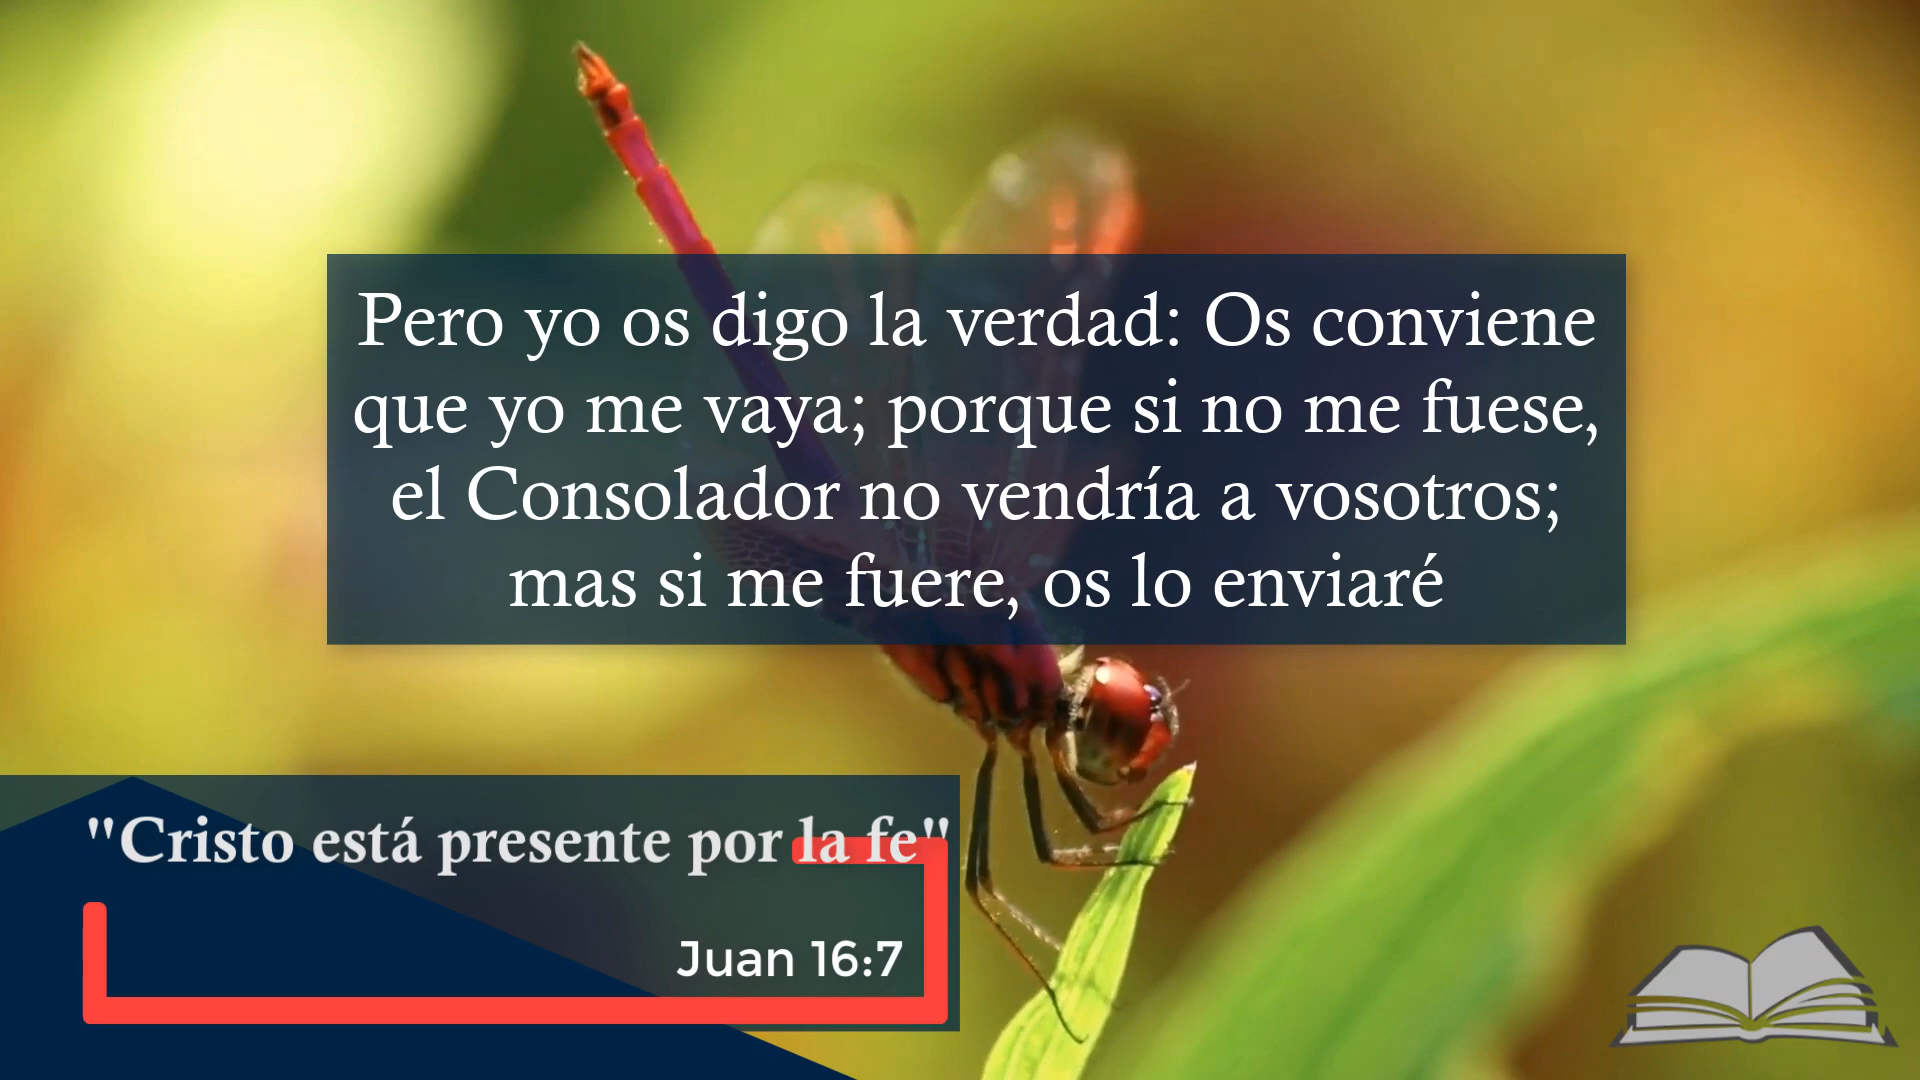 Pero yo os digo la verdad: Os conviene
que yo me vaya; porque si no me fuese,
el Consolador no vendría a vosotros;
mas si me fuere, os lo enviaré
"Cristo está presente por la fe"
Juan 16:7